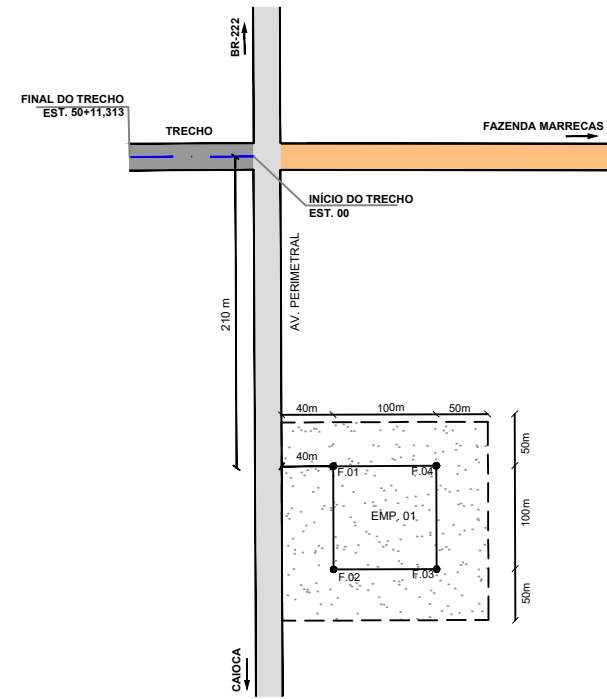 BR-222
FINAL DO TRECHO
EST. 50+11,313
TRECHO
FAZENDA MARRECAS
INÍCIO DO TRECHO
EST. 00
AV. PERIMETRAL
210 m
40m
100m
50m
50m
40m
F.01
F.04
100m
EMP. 01
F.02
F.03
50m
CAIOCA